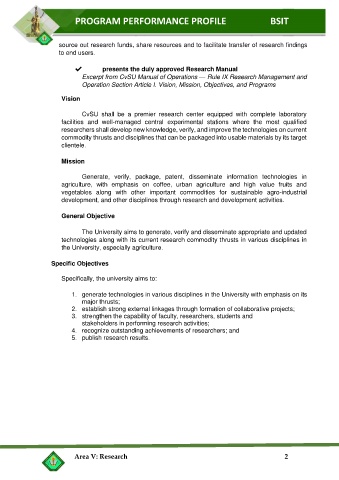 PROGRAM PERFORMANCE PROFILE BSIT
source out research funds, share resources and to facilitate transfer of research findings
to end users.
✔ presents the duly approved Research Manual
Excerpt from CvSU Manual of Operations — Rule IX Research Management and
Operation Section Article I. Vision, Mission, Objectives, and Programs
Vision
CvSU shall be a premier research center equipped with complete laboratory
facilities and well-managed central experimental stations where the most qualified
researchers shall develop new knowledge, verify, and improve the technologies on current
commodity thrusts and disciplines that can be packaged into usable materials by its target
clientele.
Mission
Generate, verify, package, patent, disseminate information technologies in
agriculture, with emphasis on coffee, urban agriculture and high value fruits and
vegetables along with other important commodities for sustainable agro-industrial
development, and other disciplines through research and development activities.
General Objective
The University aims to generate, verify and disseminate appropriate and updated
technologies along with its current research commodity thrusts in various disciplines in
the University, especially agriculture.
Specific Objectives
Specifically, the university aims to:
1. generate technologies in various disciplines in the University with emphasis on its
major thrusts;
2. establish strong external linkages through formation of collaborative projects;
3. strengthen the capability of faculty, researchers, students and
stakeholders in performing research activities;
4. recognize outstanding achievements of researchers; and
5. publish research results.
Area V: Research 2